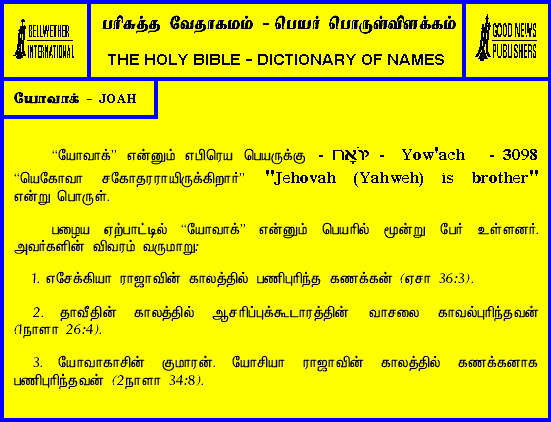 BELLWETHER
INTERNATIONAL
பரிசுத்த வேதாகமம் - பெயர் பொருள்விளக்கம்
THE HOLY BIBLE - DICTIONARY OF NAMES
GOOD NEWS
PUBLISHERS
யோவாக் - JOAH
“யோவாக்” என்னும் எபிரெய பெயருக்கு - יוֹאָח - Yow'ach - 3098
“யெகோவா சகோதரராயிருக்கிறார்” "Jehovah (Yahweh) is brother"
என்று பொருள்.
பழைய ஏற்பாட்டில் “யோவாக்” என்னும் பெயரில் மூன்று பேர் உள்ளனர்.
அவர்களின் விவரம் வருமாறு:
1. எசேக்கியா ராஜாவின் காலத்தில் பணிபுரிந்த கணக்கன் (ஏசா 36:3).
2. தாவீதின் காலத்தில் ஆசரிப்புக்கூடாரத்தின் வாசலை காவல்புரிந்தவன்
(1நாளா 26:4).
3. யோவாகாசின் குமாரன். யோசியா ராஜாவின் காலத்தில் கணக்கனாக
பணிபுரிந்தவன் (2நாளா 34:8).